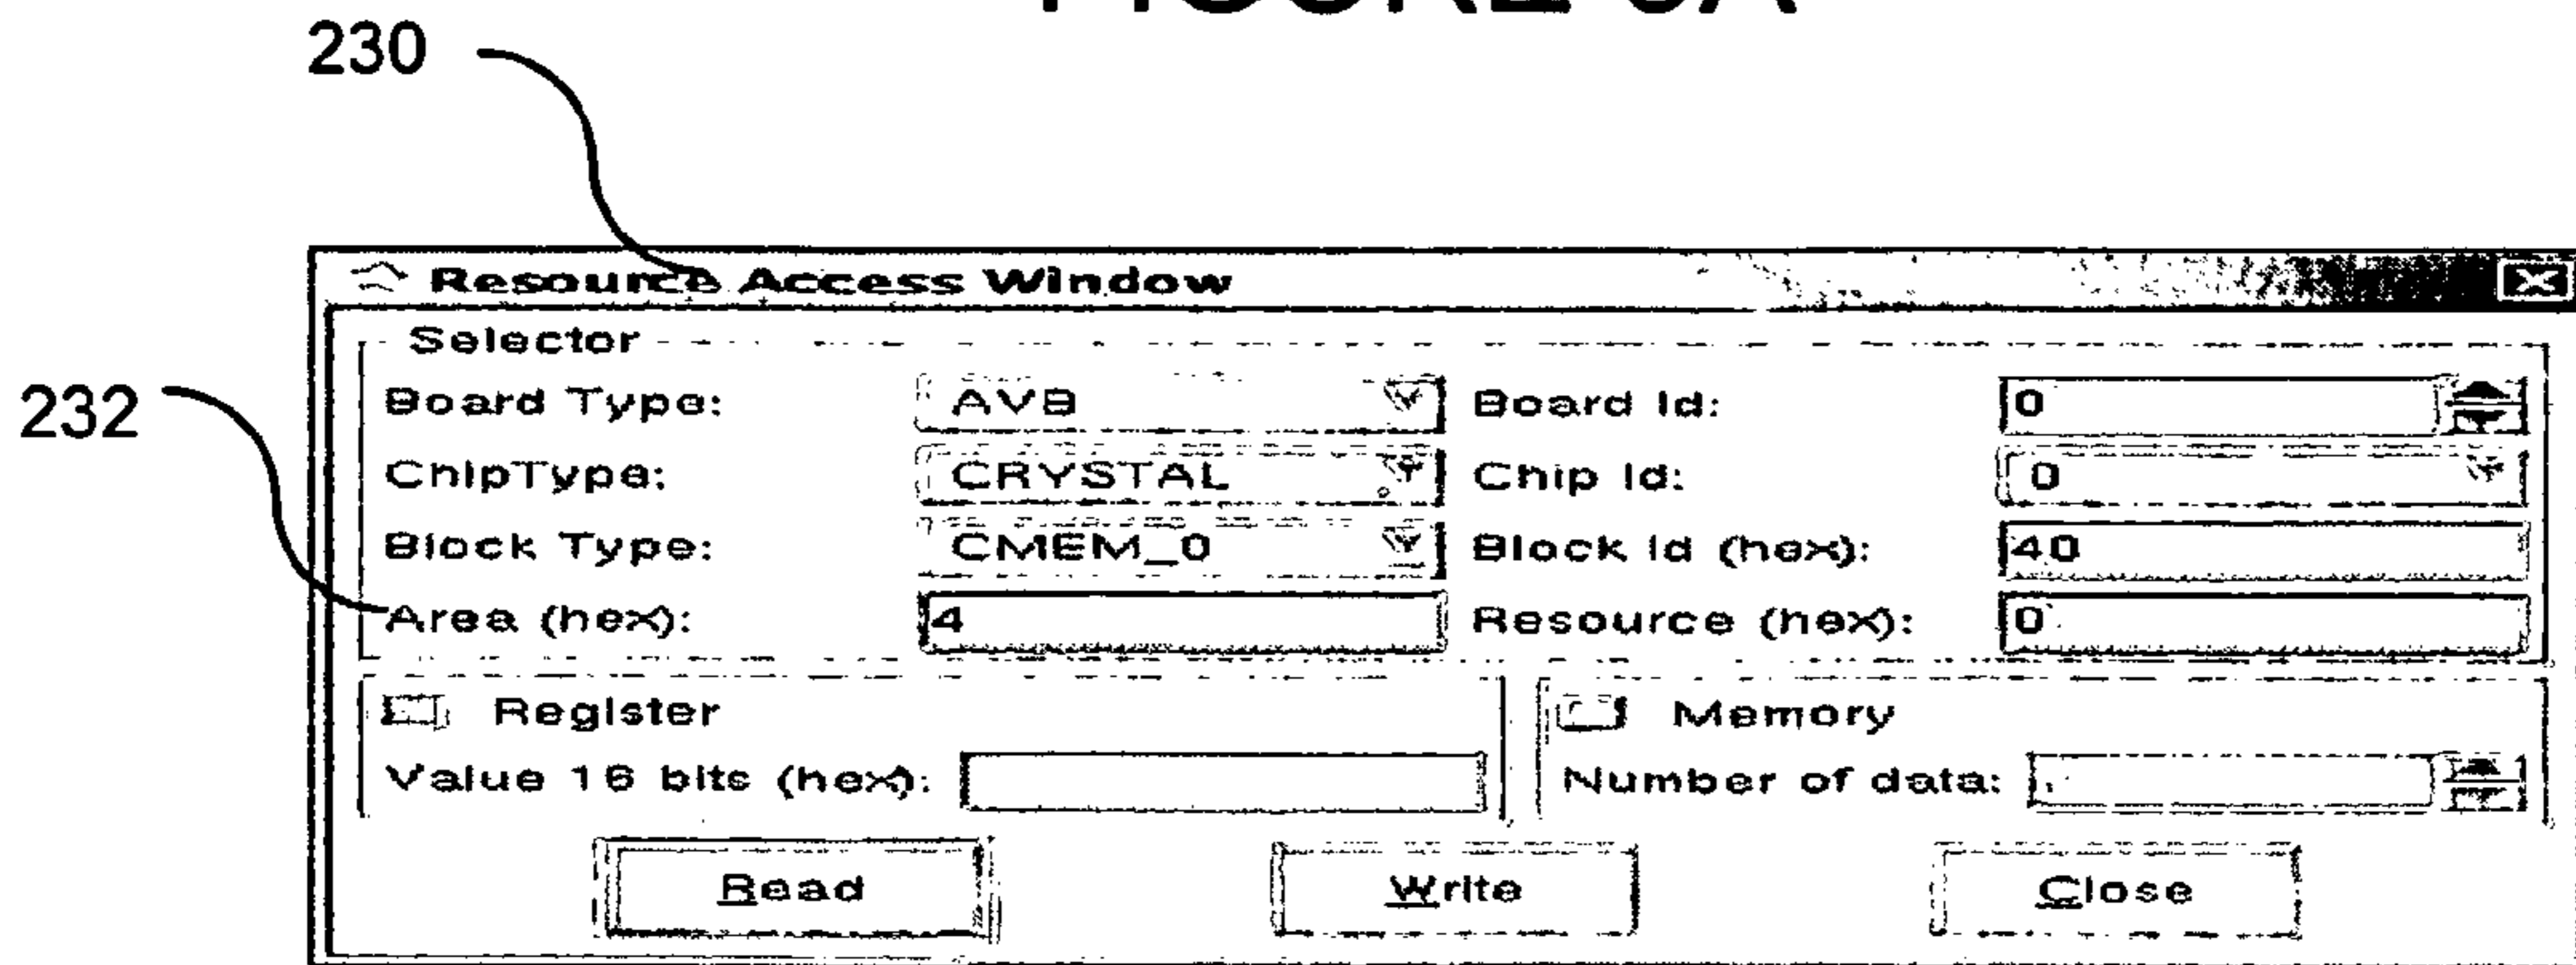 230
Resource Access Window
Selector
232
Board Type: AVB Board Id: 0
ChipType: CRYSTAL Chip Id: 0
Block Type: CMEM_0 Block Id (hex): 40
Area (hex): 4 Resource (hex): 0
Register Memory
Value 16 bits (hex): Number of data:
Read Write Close